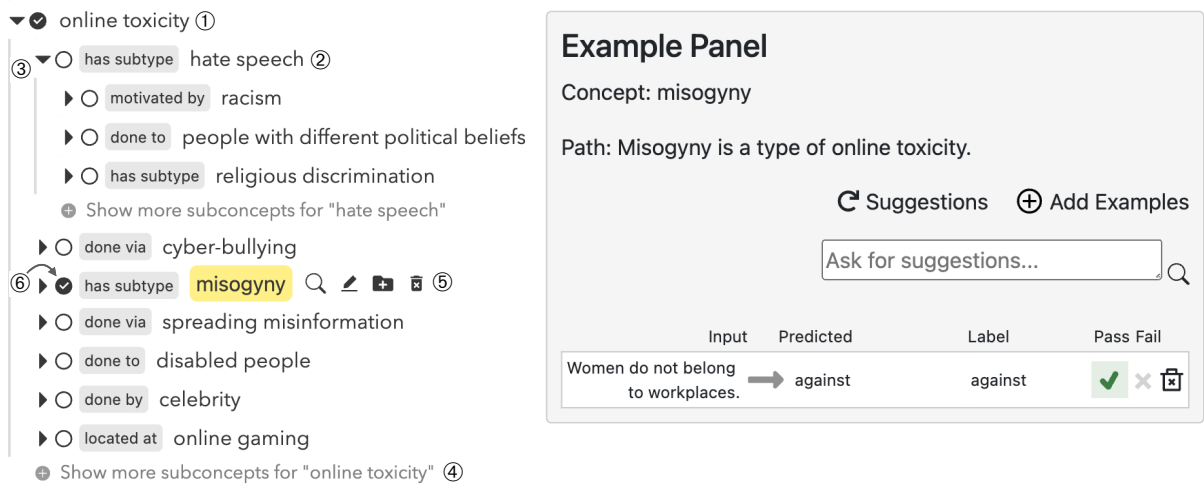 online toxicity ①
③ has subtype hate speech ②
motivated by racism
done to people with different political beliefs
has subtype religious discrimination
Show more subconcepts for "hate speech"
done via cyber-bullying
⑥ has subtype misogyny ⑤
done via spreading misinformation
done to disabled people
done by celebrity
located at online gaming
Show more subconcepts for "online toxicity" ④
Example Panel
Concept: misogyny
Path: Misogyny is a type of online toxicity.
Suggestions Add Examples
Ask for suggestions...
Input Predicted Label Pass Fail
Women do not belong
to workplaces.
against against